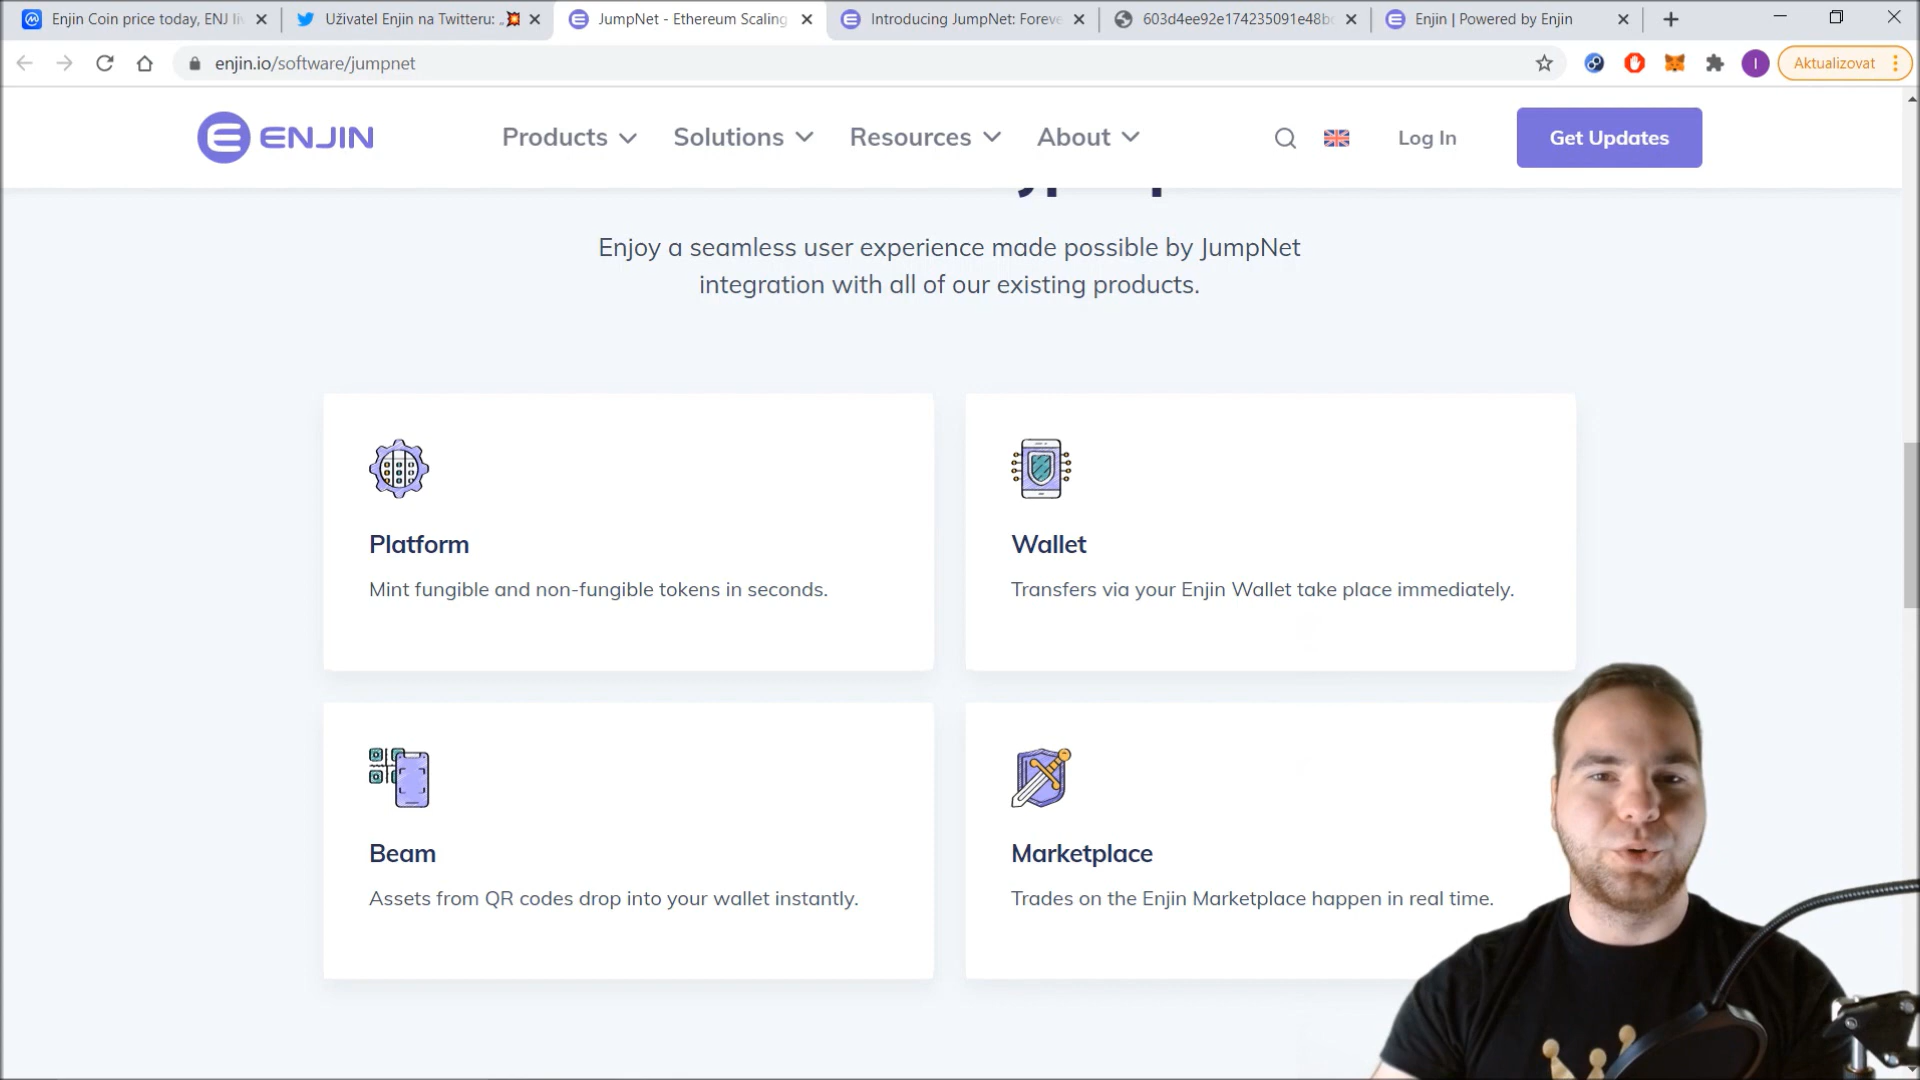 Enjin Coin price today, ENJ li
Uživatel Enjin na Twitteru: „
JumpNet - Ethereum Scaling
Introducing JumpNet: Foreve
603d4ee92e174235091e48b
Enjin | Powered by Enjin
enjin.io/software/jumpnet
I
Aktualizovat
ENJIN
Products
Solutions
Resources
About
Log In
Get Updates
Enjoy a seamless user experience made possible by JumpNet
integration with all of our existing products.
Platform
Mint fungible and non-fungible tokens in seconds.
Wallet
Transfers via your Enjin Wallet take place immediately.
Beam
Assets from QR codes drop into your wallet instantly.
Marketplace
Trades on the Enjin Marketplace happen in real time.